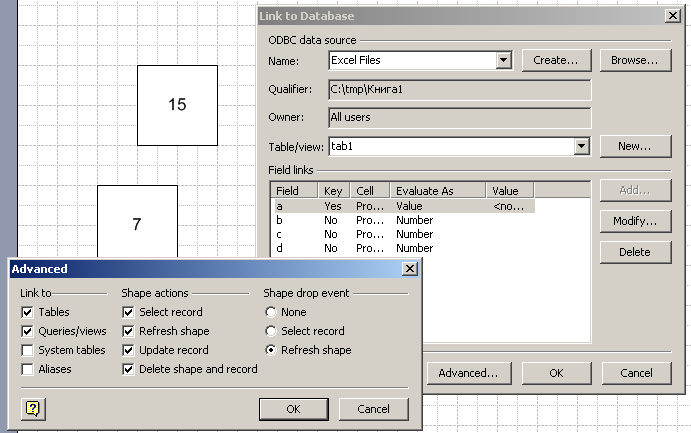 Link to Database
ODBC data source
Name: Excel Files Create... Browse...
Qualifier: C:\tmp\Книга1
Owner: All users
Table/view: tab1 New...
Field links
Field Key Cell Evaluate As Value
a Yes Pro... Value <no...
b No Pro... Number
c No Pro... Number
d No Pro... Number
Add...
Modify...
Delete
Advanced... OK Cancel
15
7
Advanced
Link to Shape actions Shape drop event
Tables Select record None
Queries/views Refresh shape Select record
System tables Update record Refresh shape
Aliases Delete shape and record
? OK Cancel